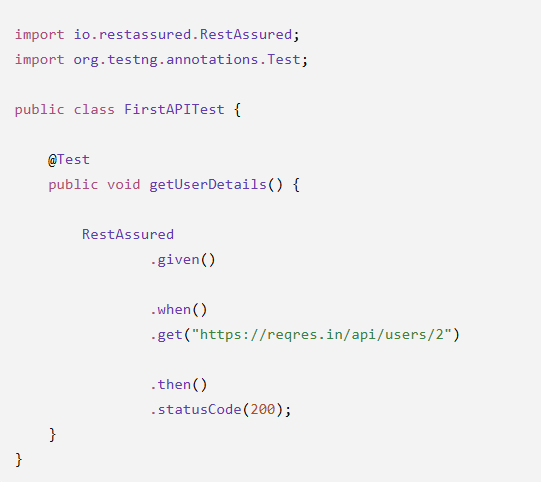 import io.restassured.RestAssured;
import org.testng.annotations.Test;
public class FirstAPITest {
@Test
public void getUserDetails() {
RestAssured
.given()
.when()
.get("https://reqres.in/api/users/2")
.then()
.statusCode(200);
}
}